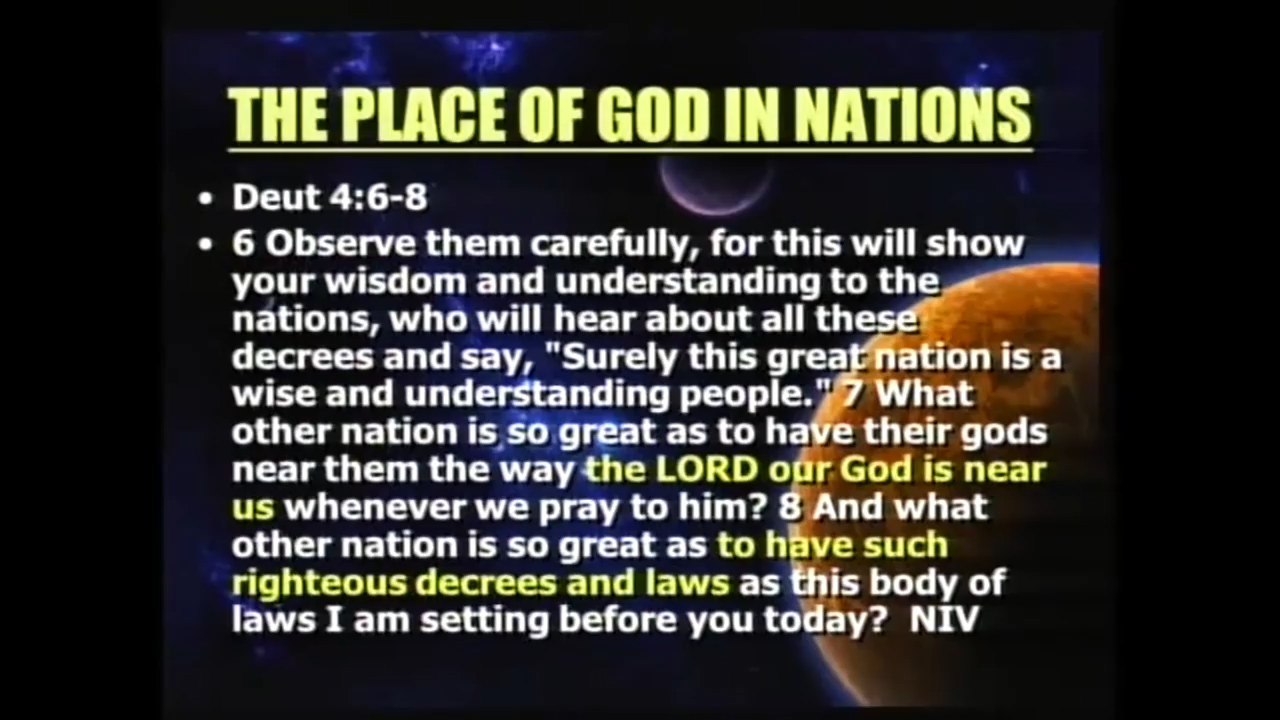 THE PLACE OF GOD IN NATIONS
• Deut 4:6-8
• 6 Observe them carefully, for this will show
your wisdom and understanding to the
nations, who will hear about all these
decrees and say, "Surely this great nation is a
wise and understanding people." 7 What
other nation is so great as to have their gods
near them the way the LORD our God is near
us whenever we pray to him? 8 And what
other nation is so great as to have such
righteous decrees and laws as this body of
laws I am setting before you today?  NIV